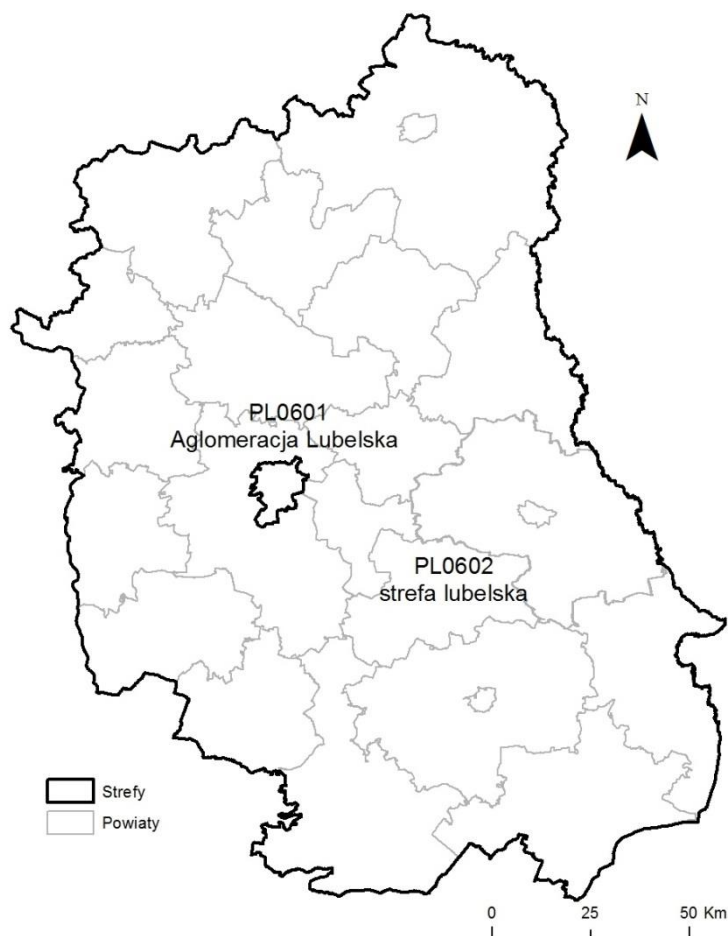 N
PL0601
Aglomeracja Lubelska
PL0602
strefa lubelska
Strefy
Powiaty
0 25 50 Km